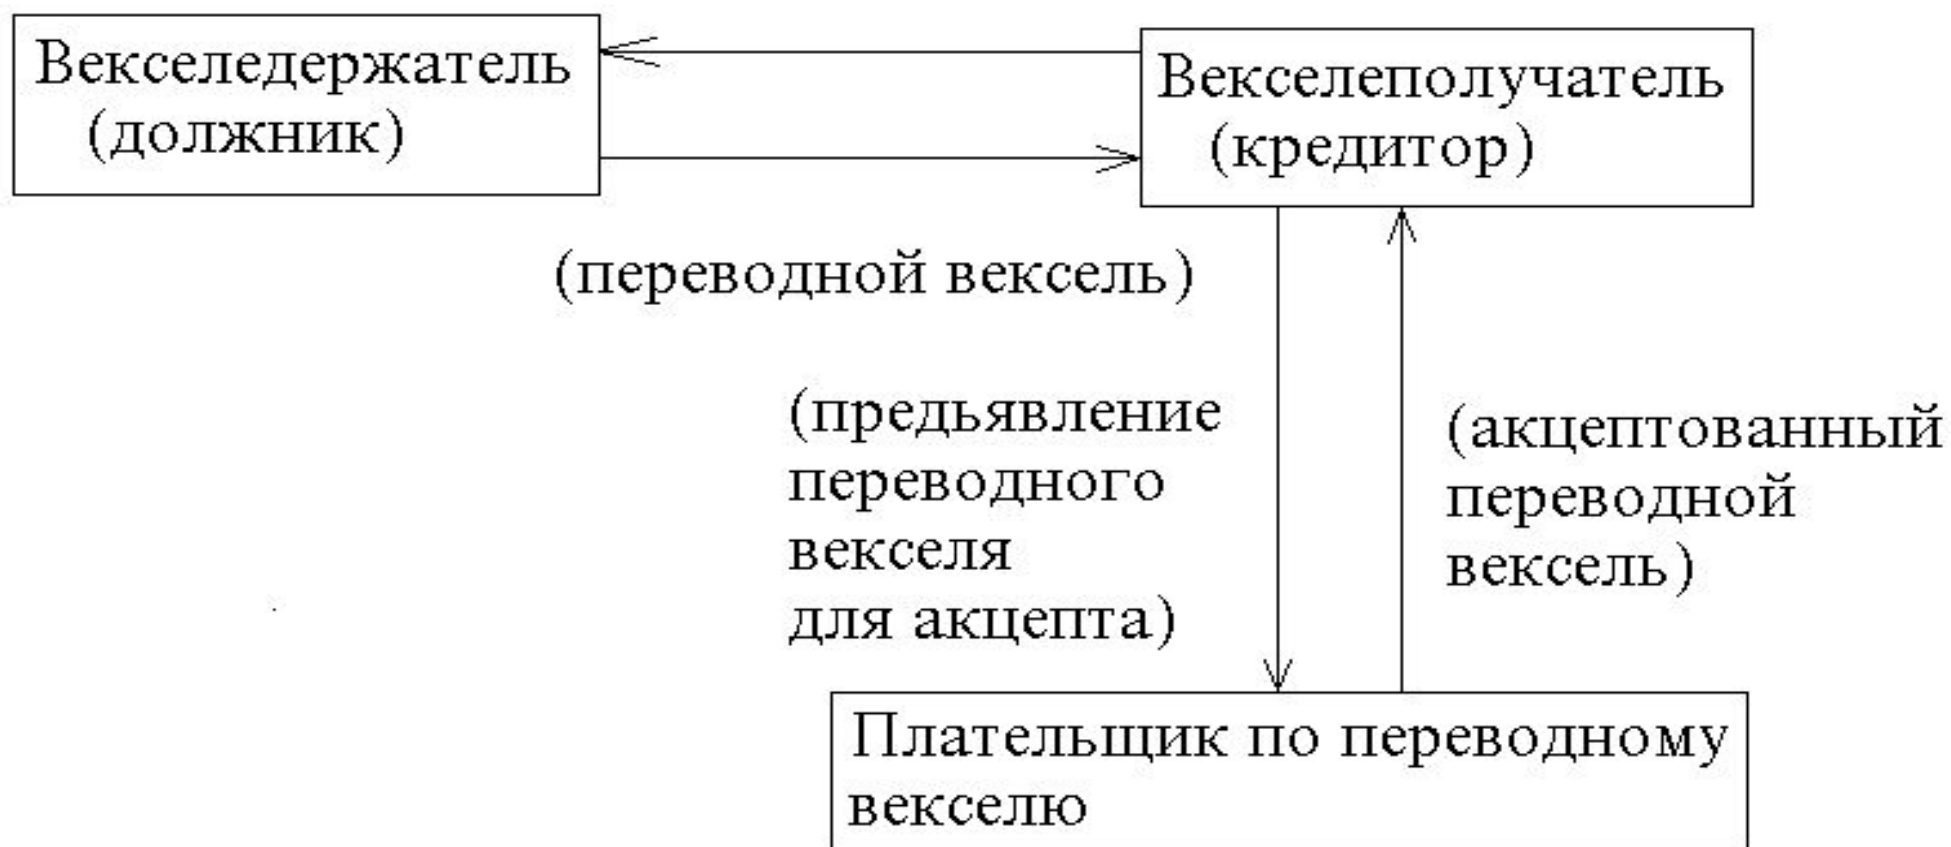 Векселедержатель
(должник)
Векселеполучатель
(кредитор)
(переводной вексель)
(предьявление
переводного
векселя
для акцепта)
(акцептованный
переводной
вексель)
Плательщик по переводному
векселю